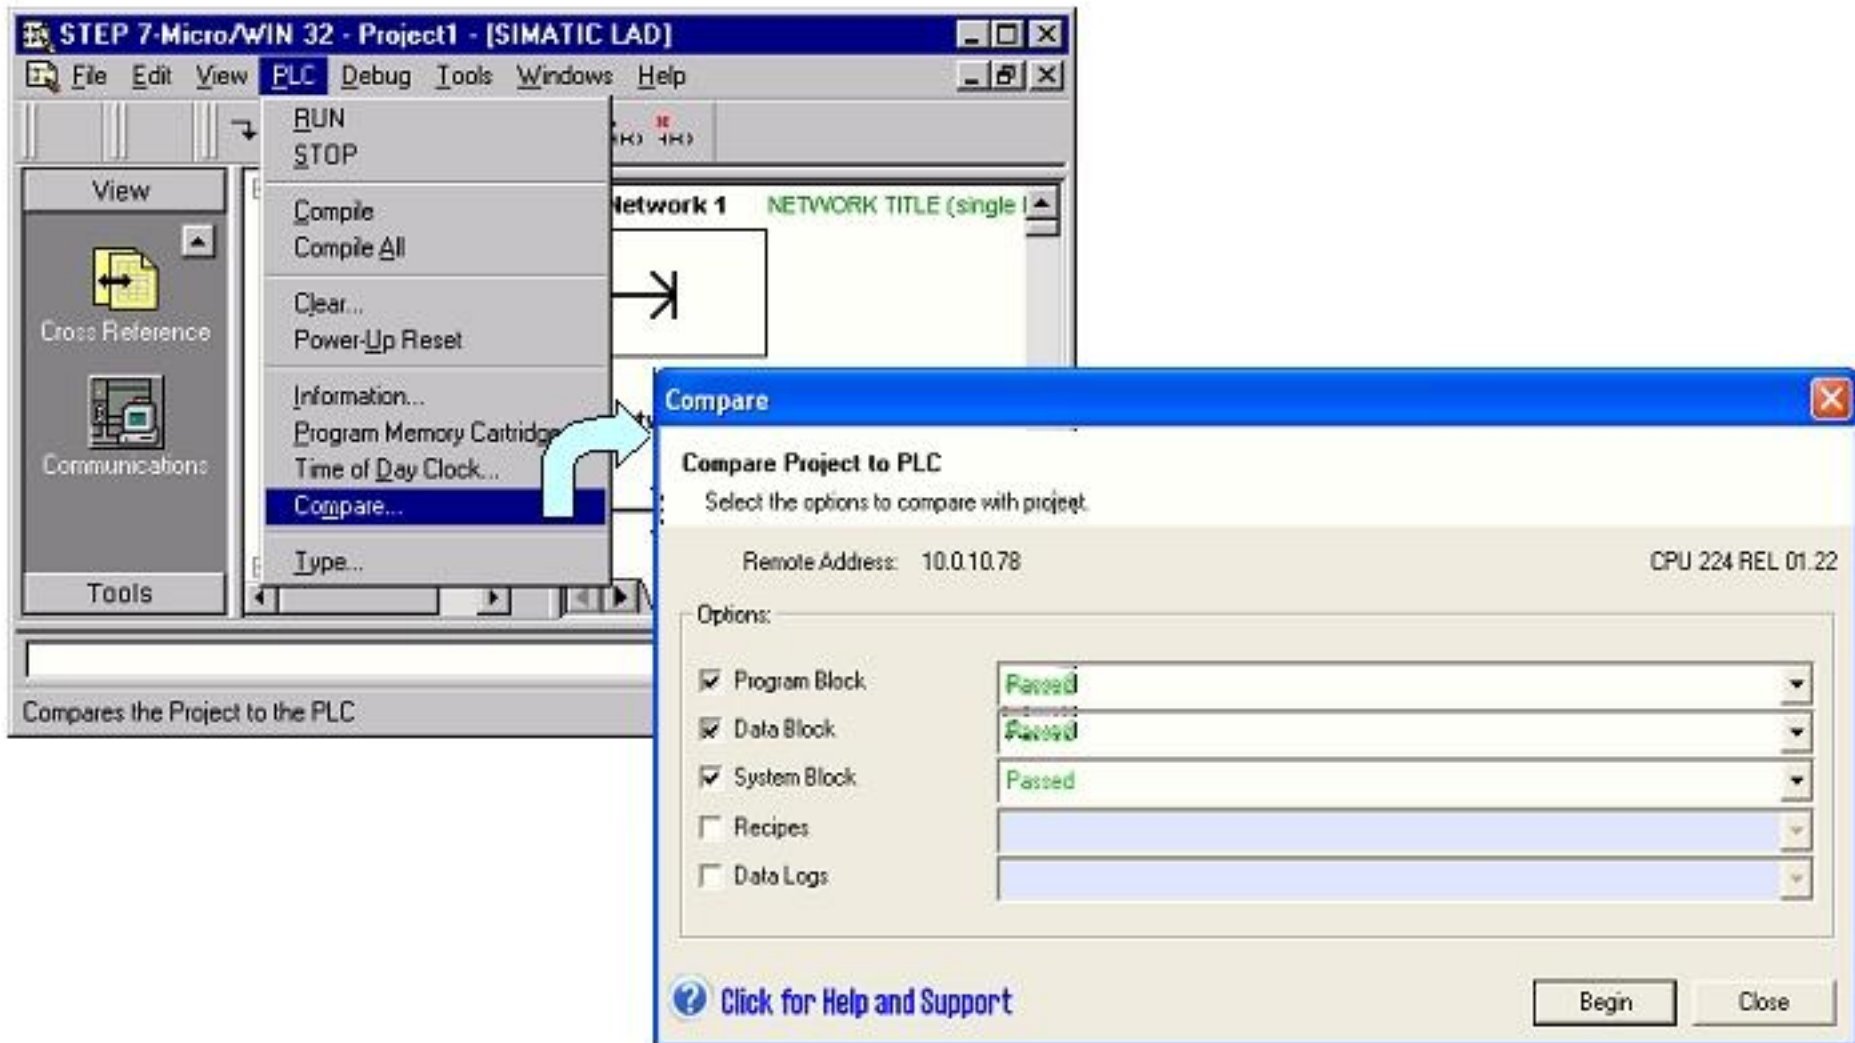 STEP 7-Micro/WIN 32 - Project1 - [SIMATIC LAD]
File Edit View PLC Debug Tools Windows Help
RUN
STOP
Compile
Compile All
Clear...
Power-Up Reset
Information...
Program Memory Cartridge
Time of Day Clock...
Compare...
Type...
View
Cross Reference
Communications
Tools
Network 1 NETWORK TITLE (single
Compares the Project to the PLC
Compare
Compare Project to PLC
Select the options to compare with project.
Remote Address: 10.0.10.78 CPU 224 REL 01.22
Options:
Program Block Passed
Data Block Passed
System Block Passed
Recipes
Data Logs
Click for Help and Support
Begin Close